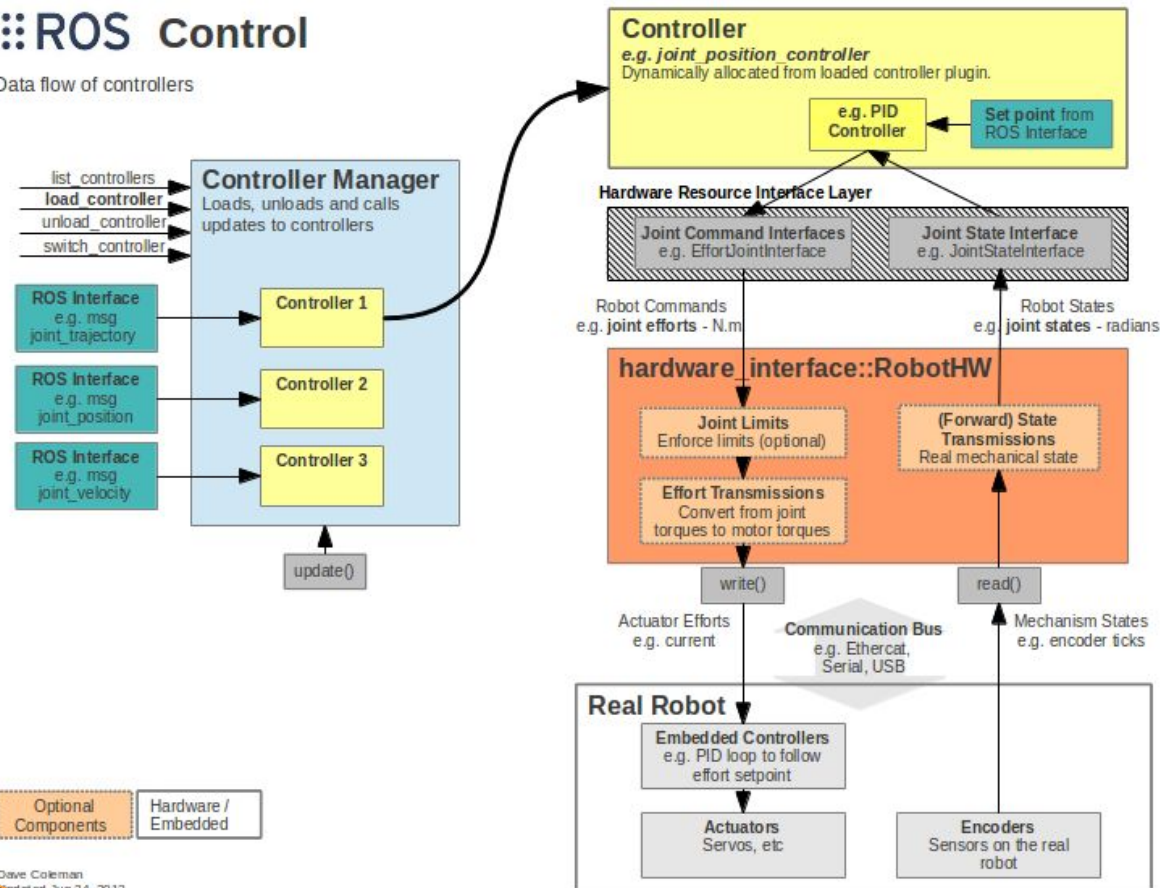 ROS Control
Data flow of controllers
list_controllers
load_controller
unload_controller
switch_controller
Controller Manager
Loads, unloads and calls
updates to controllers
ROS Interface
e.g. msg
joint_trajectory
Controller 1
ROS Interface
e.g. msg
joint_position
Controller 2
ROS Interface
e.g. msg
joint_velocity
Controller 3
update()
Controller
e.g. joint_position_controller
Dynamically allocated from loaded controller plugin.
e.g. PID
Controller
Set point from
ROS Interface
Hardware Resource Interface Layer
Joint Command Interfaces
e.g. EffortJointInterface
Joint State Interface
e.g. JointStateInterface
Robot Commands
e.g. joint efforts - N.m
Robot States
e.g. joint states - radians
hardware_interface::RobotHW
Joint Limits
Enforce limits (optional)
Effort Transmissions
Convert from joint
torques to motor torques
(Forward) State
Transmissions
Real mechanical state
write()
read()
Actuator Efforts
e.g. current
Communication Bus
e.g. Ethercat,
Serial, USB
Mechanism States
e.g. encoder ticks
Real Robot
Embedded Controllers
e.g. PID loop to follow
effort setpoint
Actuators
Servos, etc
Encoders
Sensors on the real
robot
Optional
Components
Hardware /
Embedded
Dave Coleman
Updated Jun 24, 2013